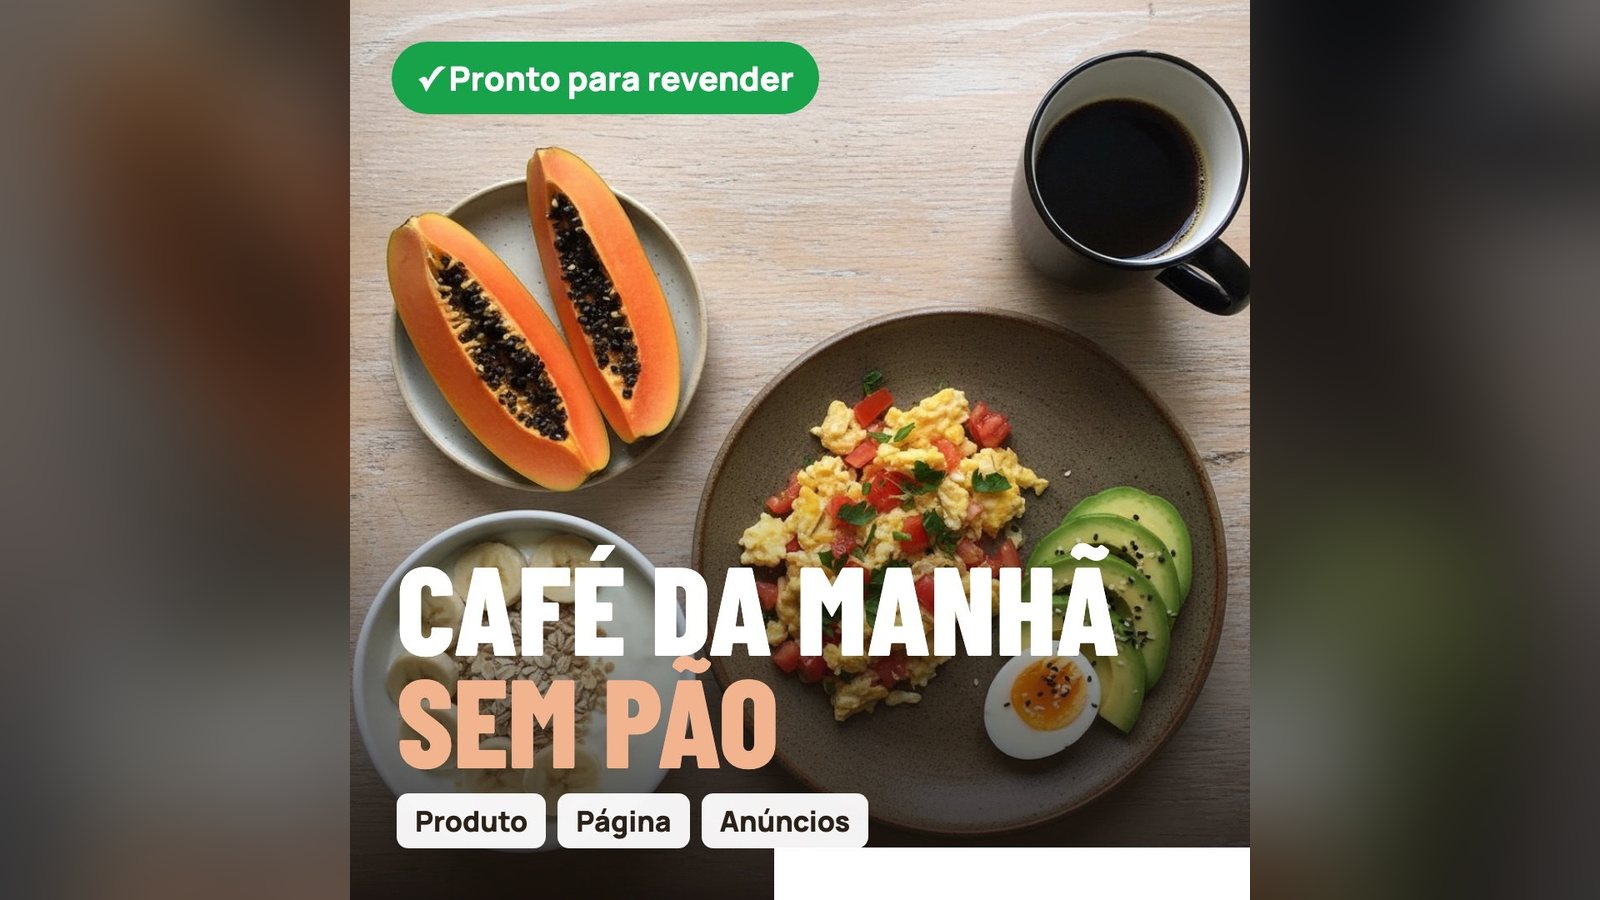 ✓Pronto para revender
CAFÉ DA MANHÃ
SEM PÃO
Produto
Página
Anúncios